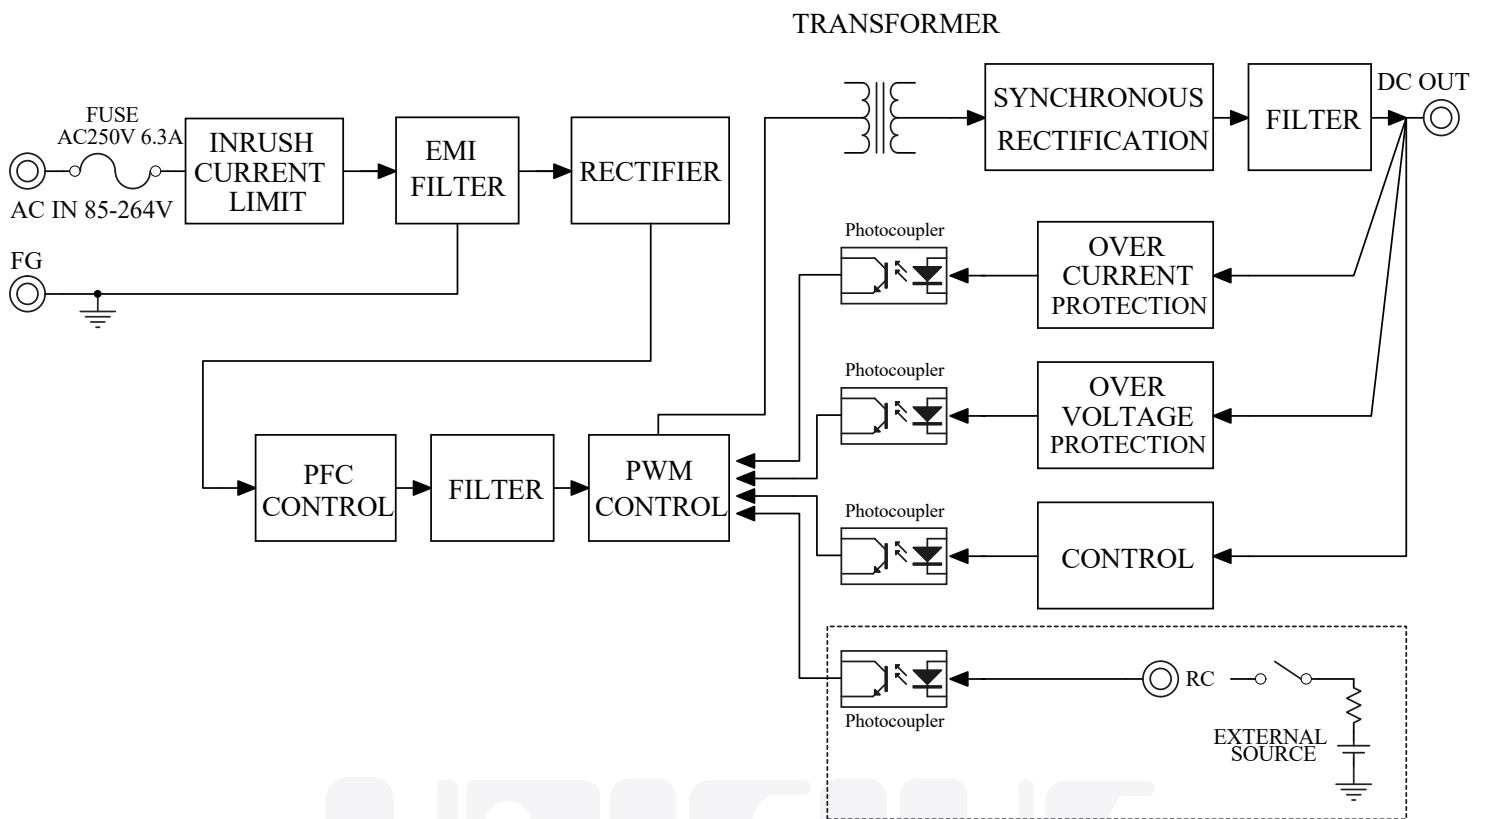 TRANSFORMER
FUSE
AC250V 6.3A
AC IN 85-264V
FG
INRUSH
CURRENT
LIMIT
EMI
FILTER
RECTIFIER
SYNCHRONOUS
RECTIFICATION
FILTER
DC OUT
Photocoupler
OVER
CURRENT
PROTECTION
Photocoupler
OVER
VOLTAGE
PROTECTION
PFC
CONTROL
FILTER
PWM
CONTROL
Photocoupler
CONTROL
RC
Photocoupler
EXTERNAL
SOURCE